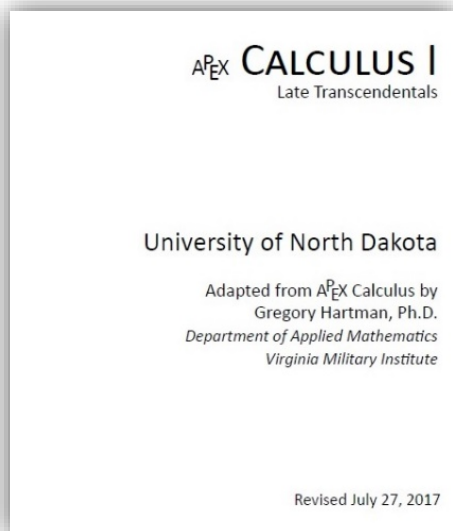 APEX CALCULUS I
Late Transcendentals
University of North Dakota
Adapted from APEX Calculus by
Gregory Hartman, Ph.D.
Department of Applied Mathematics
Virginia Military Institute
Revised July 27, 2017